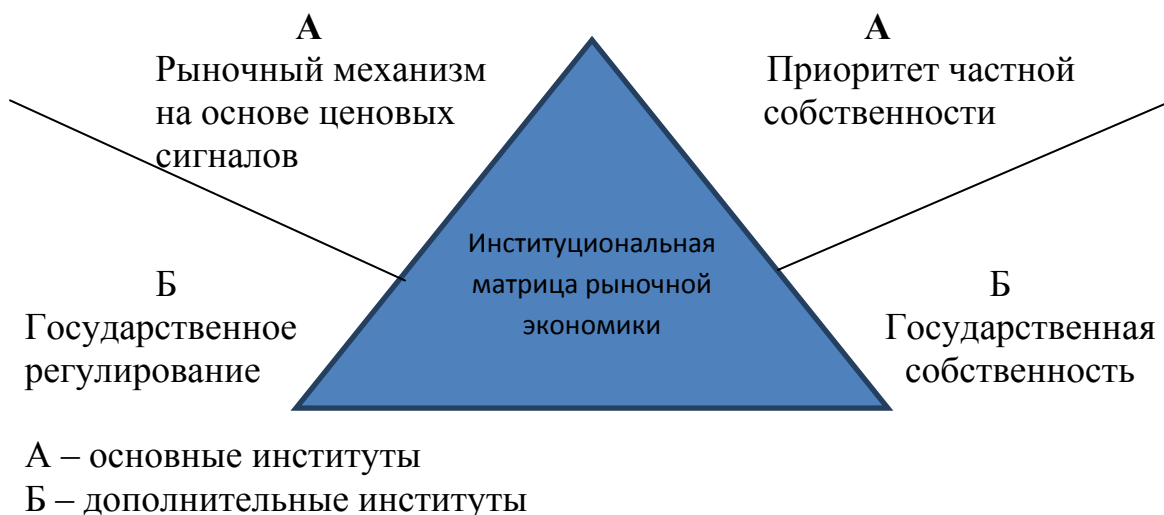 А
Рыночный механизм
на основе ценовых
сигналов
А
Приоритет частной
собственности
Институциональная
матрица рыночной
экономики
Б
Государственное
регулирование
Б
Государственная
собственность
А – основные институты
Б – дополнительные институты